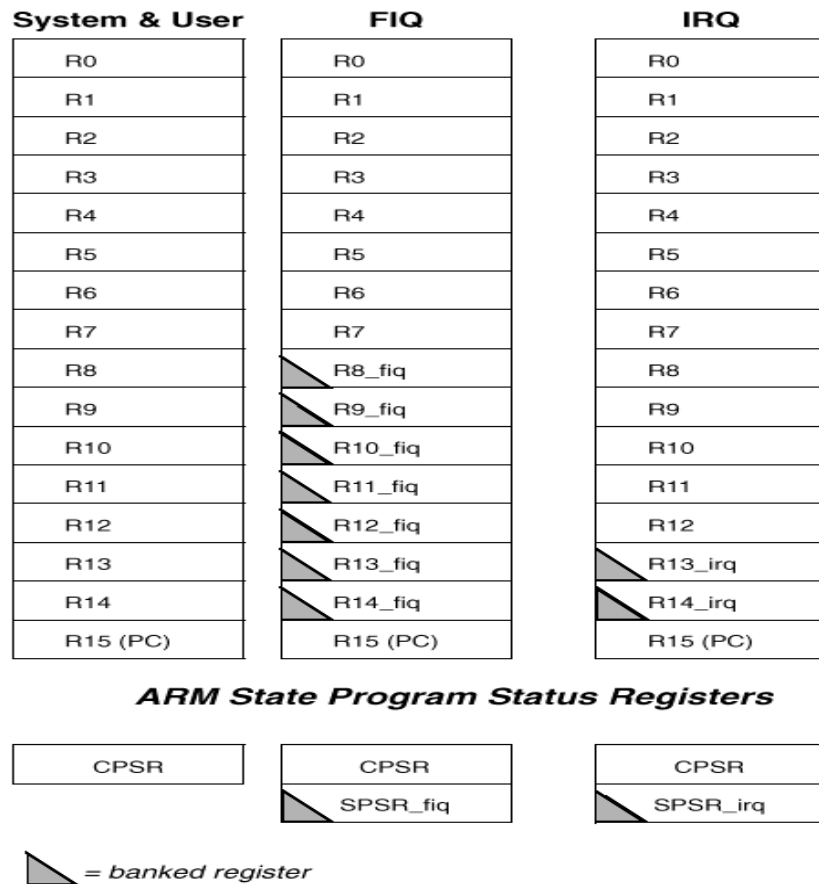 System & User FIQ IRQ
R0 R0 R0
R1 R1 R1
R2 R2 R2
R3 R3 R3
R4 R4 R4
R5 R5 R5
R6 R6 R6
R7 R7 R7
R8 R8_fiq R8
R9 R9_fiq R9
R10 R10_fiq R10
R11 R11_fiq R11
R12 R12_fiq R12
R13 R13_fiq R13_irq
R14 R14_fiq R14_irq
R15 (PC) R15 (PC) R15 (PC)
ARM State Program Status Registers
CPSR CPSR CPSR
SPSR_fiq SPSR_irq
= banked register